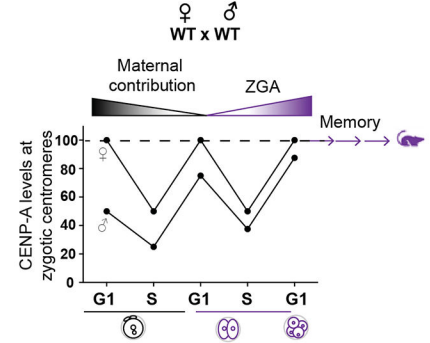 ♀ ♂
WT x WT
Maternal
contribution
ZGA
Memory
CENP-A levels at
zygotic centromeres
100
80
60
40
20
0
♀
♂
G1 S G1 S G1